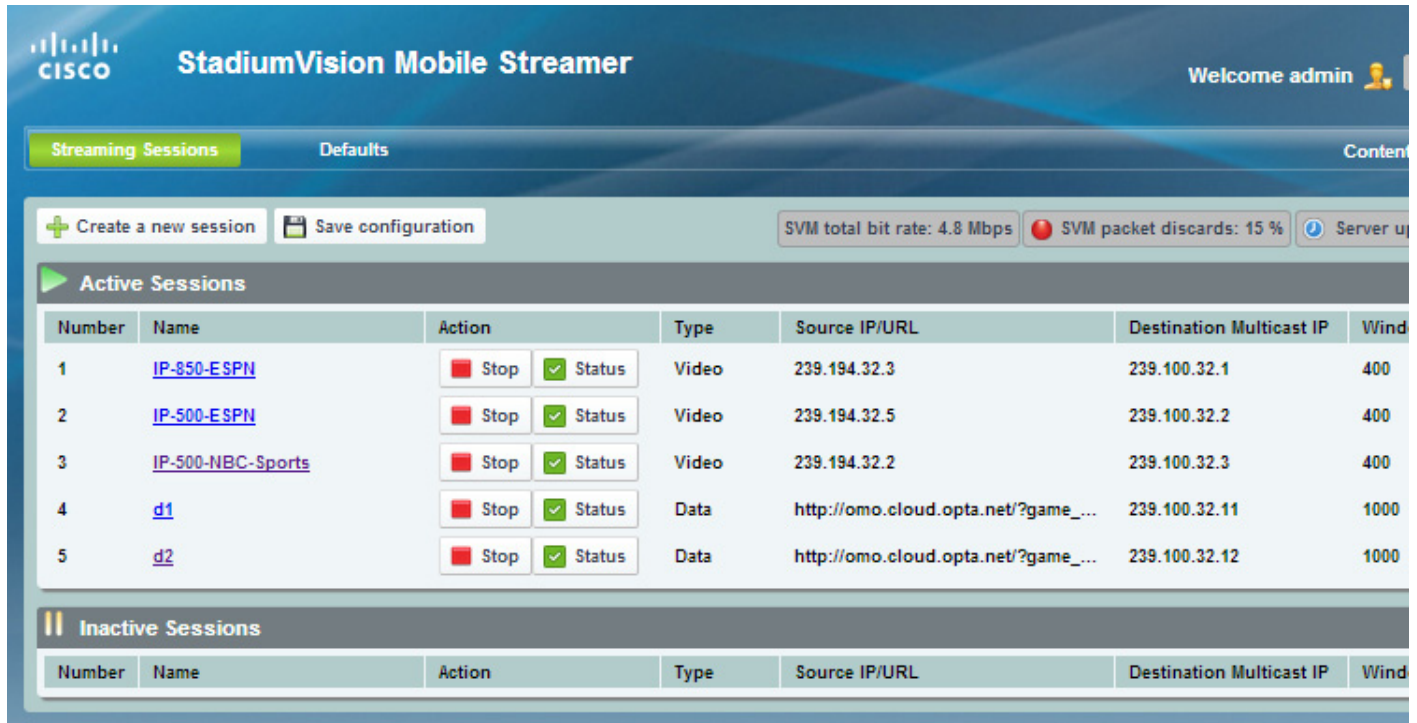 CISCO
StadiumVision Mobile Streamer
Welcome admin
Streaming Sessions Defaults Content
Create a new session Save configuration SVM total bit rate: 4.8 Mbps SVM packet discards: 15 % Server up
Active Sessions
Number Name Action Type Source IP/URL Destination Multicast IP Wind
1 IP-850-ESPN Stop Status Video 239.194.32.3 239.100.32.1 400
2 IP-500-ESPN Stop Status Video 239.194.32.5 239.100.32.2 400
3 IP-500-NBC-Sports Stop Status Video 239.194.32.2 239.100.32.3 400
4 d1 Stop Status Data http://omo.cloud.opta.net/?game_... 239.100.32.11 1000
5 d2 Stop Status Data http://omo.cloud.opta.net/?game_... 239.100.32.12 1000
Inactive Sessions
Number Name Action Type Source IP/URL Destination Multicast IP Wind